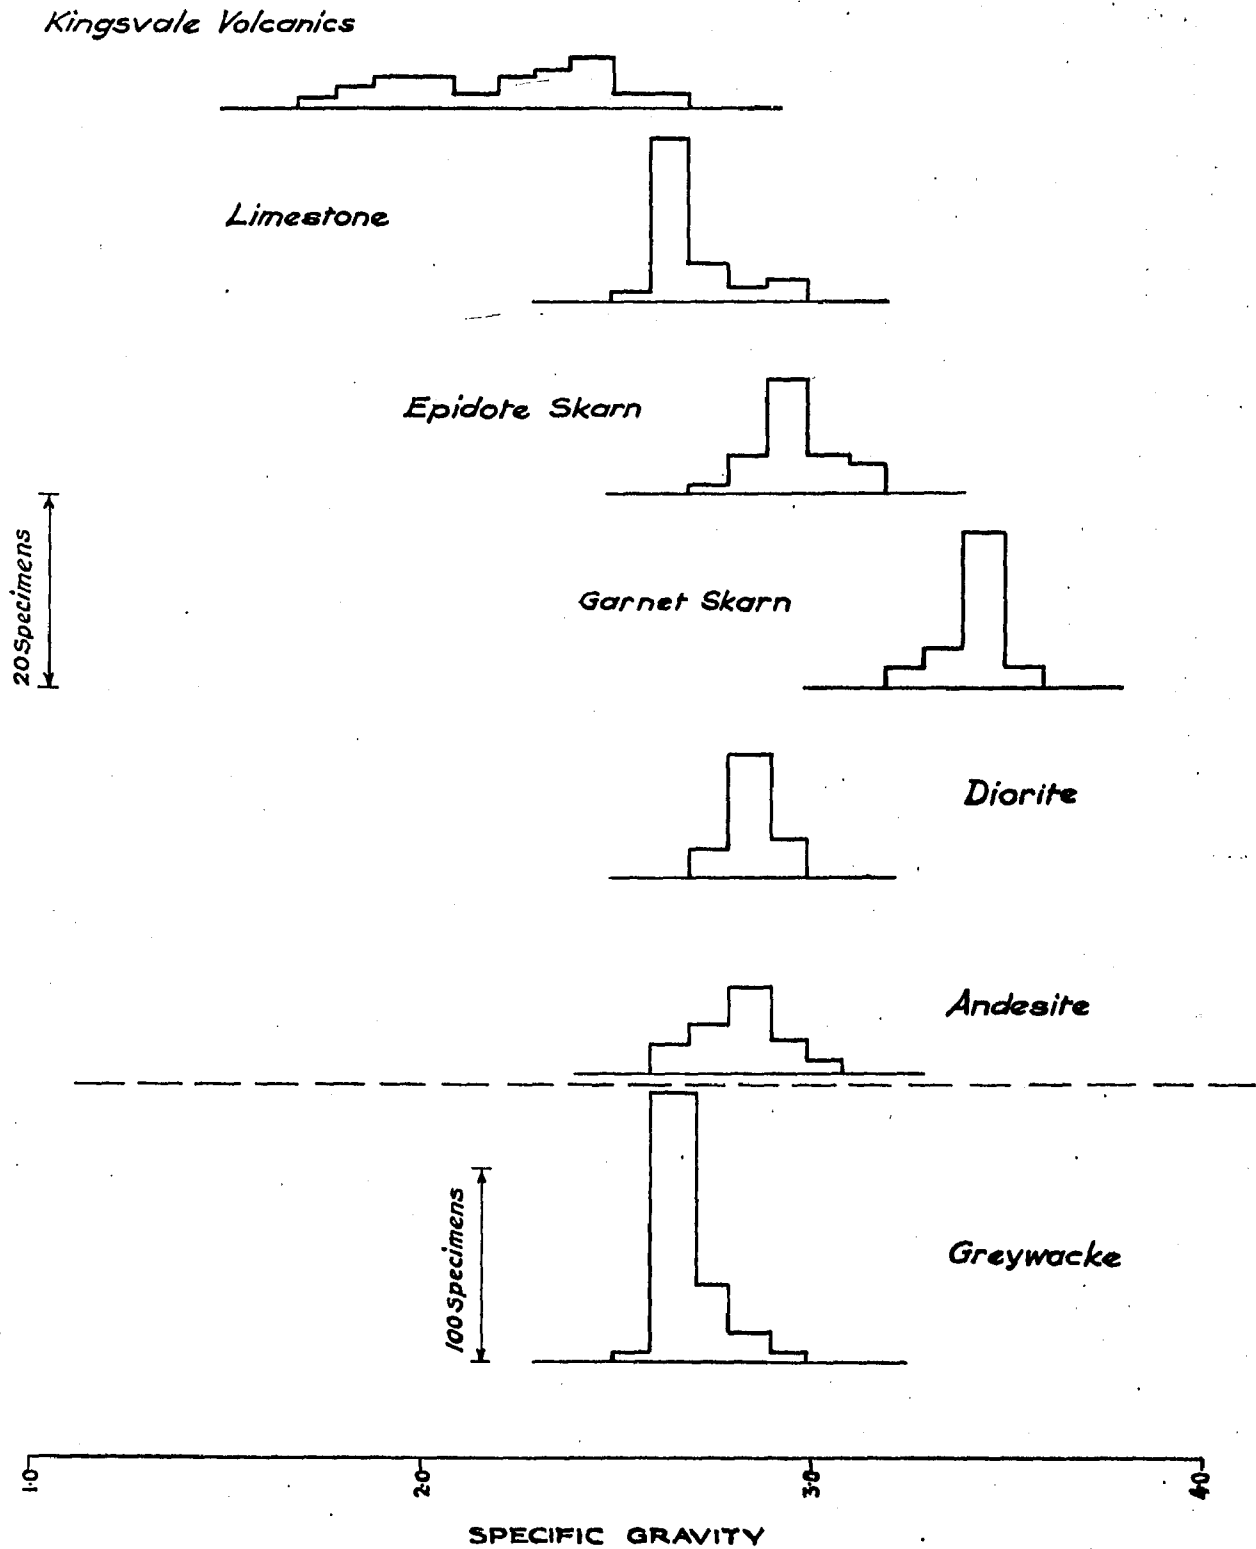 Kingsvale Volcanics
Limestone
Epidote Skarn
20 Specimens
Garnet Skarn
Diorite
Andesite
100 Specimens
Greywacke
1.0 2.0 3.0 4.0
SPECIFIC GRAVITY